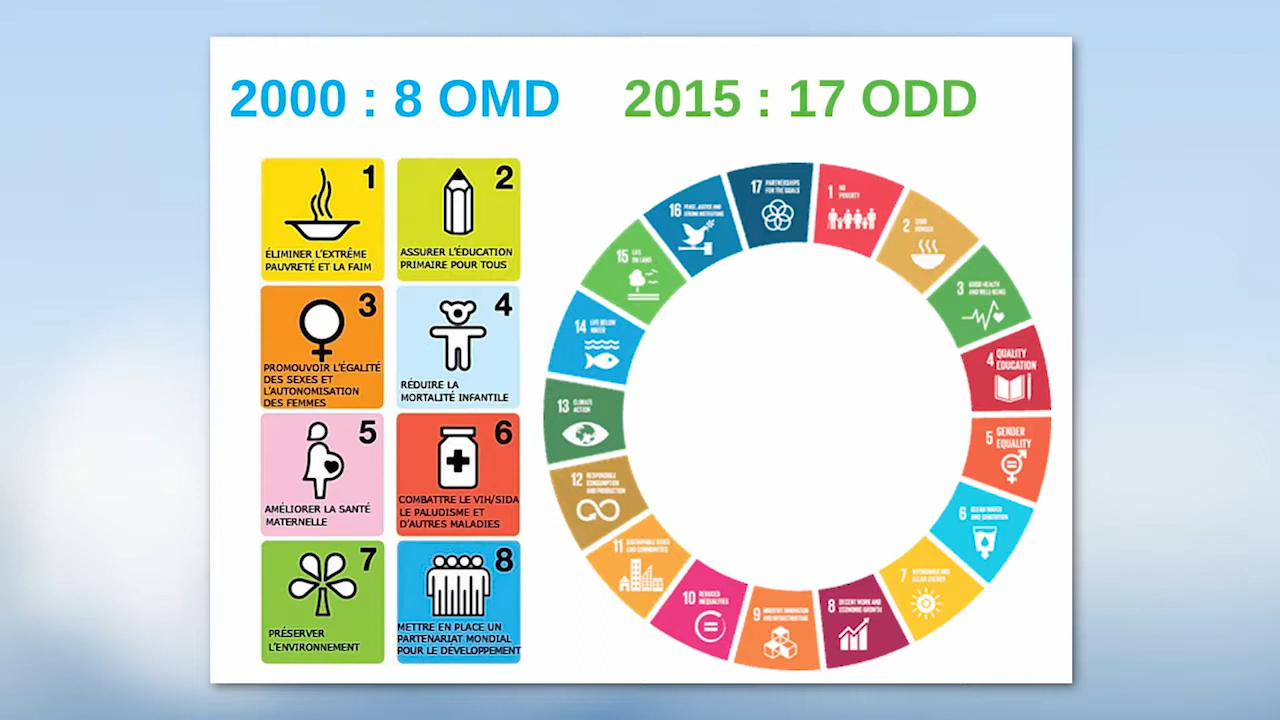 2000 : 8 OMD
2015 : 17 ODD
1
ÉLIMINER L'EXTRÊME
PAUVRETÉ ET LA FAIM
2
ASSURER L'ÉDUCATION
PRIMAIRE POUR TOUS
3
PROMOUVOIR L'ÉGALITÉ
DES SEXES ET
L'AUTONOMISATION
DES FEMMES
4
RÉDUIRE LA
MORTALITÉ INFANTILE
5
AMÉLIORER LA SANTÉ
MATERNELLE
6
COMBATTRE LE VIH/SIDA
LE PALUDISME ET
D'AUTRES MALADIES
7
PRÉSERVER
L'ENVIRONNEMENT
8
METTRE EN PLACE UN
PARTENARIAT MONDIAL
POUR LE DÉVELOPPEMENT
1 NO
POVERTY
2 ZERO
HUNGER
3 GOOD HEALTH
AND WELL-BEING
4 QUALITY
EDUCATION
5 GENDER
EQUALITY
6 CLEAN WATER
AND SANITATION
7 AFFORDABLE AND
CLEAN ENERGY
8 DECENT WORK AND
ECONOMIC GROWTH
9 INDUSTRY, INNOVATION
AND INFRASTRUCTURE
10 REDUCED
INEQUALITIES
11 SUSTAINABLE CITIES
AND COMMUNITIES
12 RESPONSIBLE
CONSUMPTION
AND PRODUCTION
13 CLIMATE
ACTION
14 LIFE BELOW
WATER
15 LIFE
ON LAND
16 PEACE, JUSTICE AND
STRONG INSTITUTIONS
17 PARTNERSHIPS
FOR THE GOALS